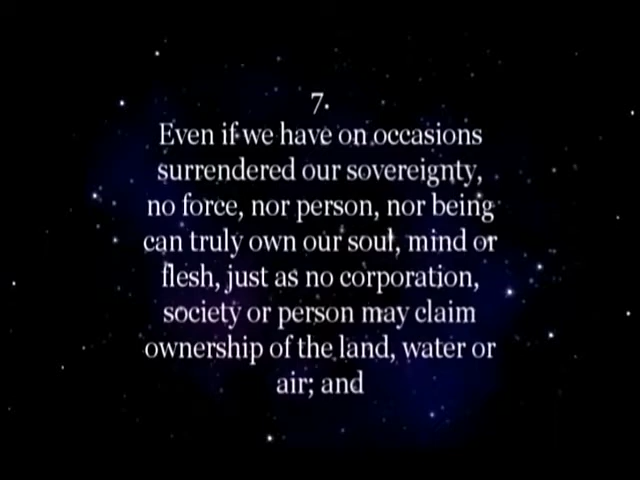 7.
Even if we have on occasions
surrendered our sovereignty,
no force, nor person, nor being
can truly own our soul, mind or
flesh, just as no corporation,
society or person may claim
ownership of the land, water or
air; and